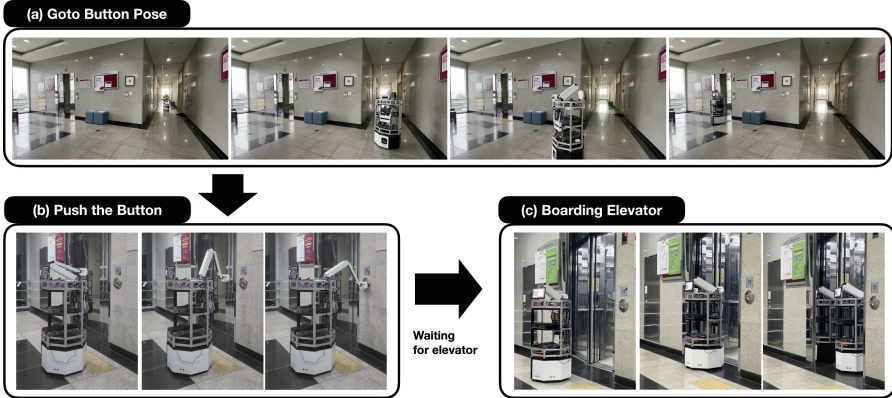 (a) Goto Button Pose
(b) Push the Button
(c) Boarding Elevator
Waiting
for elevator